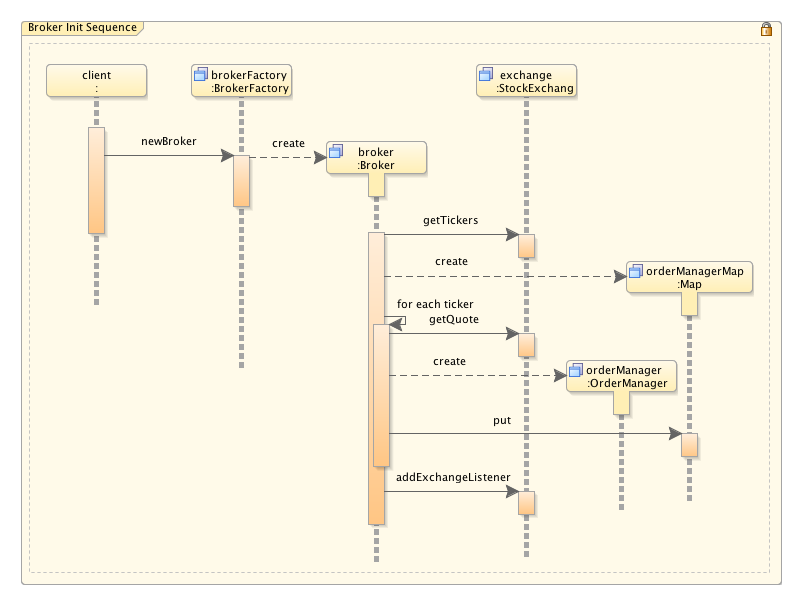 Broker Init Sequence
client
:
brokerFactory
:BrokerFactory
exchange
:StockExchang
newBroker
create
broker
:Broker
getTickers
create
orderManagerMap
:Map
for each ticker
getQuote
create
orderManager
:OrderManager
put
addExchangeListener